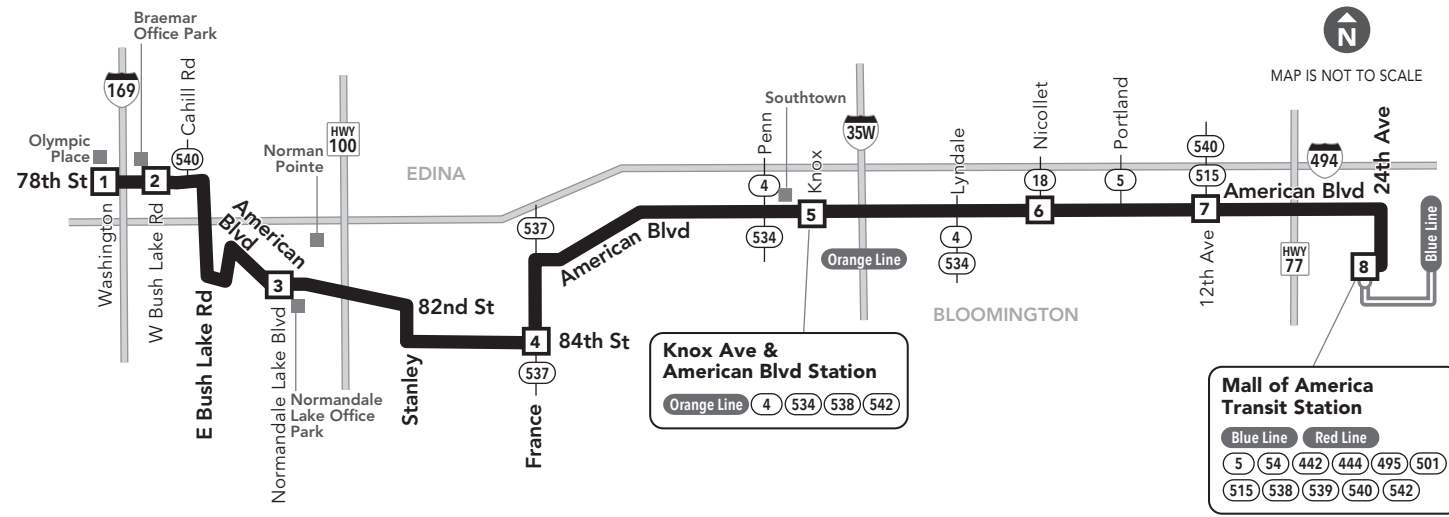 Braemar
Office Park
169
Cahill Rd
540
Olympic
Place
78th St
1
2
Washington
W Bush Lake Rd
E Bush Lake Rd
American
Blvd
3
Normandale Lake Blvd
Normandale
Lake Office
Park
Norman
Pointe
HWY
100
EDINA
82nd St
Stanley
4
84th St
537
537
France
American Blvd
Penn
4
534
Southtown
Knox
5
35W
Orange Line
Lyndale
4
534
Nicollet
18
6
Portland
5
540
515
7
12th Ave
American Blvd
BLOOMINGTON
HWY
77
494
24th Ave
8
Blue Line
N
MAP IS NOT TO SCALE
Knox Ave &
American Blvd Station
Orange Line 4 534 538 542
Mall of America
Transit Station
Blue Line Red Line
5 54 442 444 495 501
515 538 539 540 542